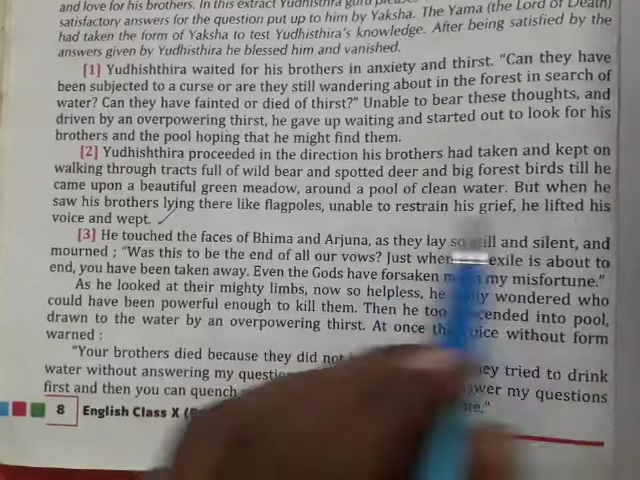 and love for his brothers. In this extract Yudhisthira
satisfactory answers for the question put up to him by Yaksha. The Yama (the Lord of Death)
had taken the form of Yaksha to test Yudhisthira's knowledge. After being satisfied by the
answers given by Yudhisthira he blessed him and vanished.
[1] Yudhishthira waited for his brothers in anxiety and thirst. "Can they have
been subjected to a curse or are they still wandering about in the forest in search of
water? Can they have fainted or died of thirst?" Unable to bear these thoughts, and
driven by an overpowering thirst, he gave up waiting and started out to look for his
brothers and the pool hoping that he might find them.
[2] Yudhishthira proceeded in the direction his brothers had taken and kept on
walking through tracts full of wild bear and spotted deer and big forest birds till he
came upon a beautiful green meadow, around a pool of clean water. But when he
saw his brothers lying there like flagpoles, unable to restrain his grief, he lifted his
voice and wept.
[3] He touched the faces of Bhima and Arjuna, as they lay so still and silent, and
mourned ; "Was this to be the end of all our vows? Just when exile is about to
end, you have been taken away. Even the Gods have forsaken my misfortune."
As he looked at their mighty limbs, now so helpless, he wondered who
could have been powerful enough to kill them. Then he too into pool,
drawn to the water by an overpowering thirst. At once the voice without form
warned :
"Your brothers died because they did not they tried to drink
water without answering my questions answer my questions
first and then you can quench
8 English Class X